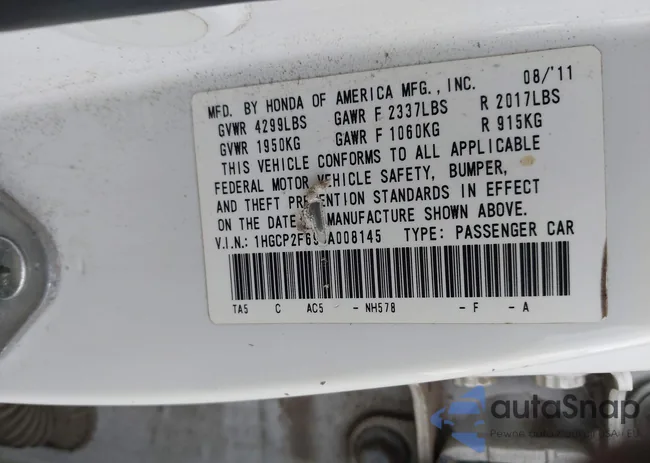 MFD. BY HONDA OF AMERICA MFG., INC. 08/'11
GVWR 4299LBS GAWR F 2337LBS R 2017LBS
GVWR 1950KG GAWR F 1060KG R 915KG
THIS VEHICLE CONFORMS TO ALL APPLICABLE
FEDERAL MOTOR VEHICLE SAFETY, BUMPER,
AND THEFT PREVENTION STANDARDS IN EFFECT
ON THE DATE MANUFACTURE SHOWN ABOVE.
V.I.N.: TYPE: PASSENGER CAR
TA5 C AC5 - NH578 - F - A
autoSnap